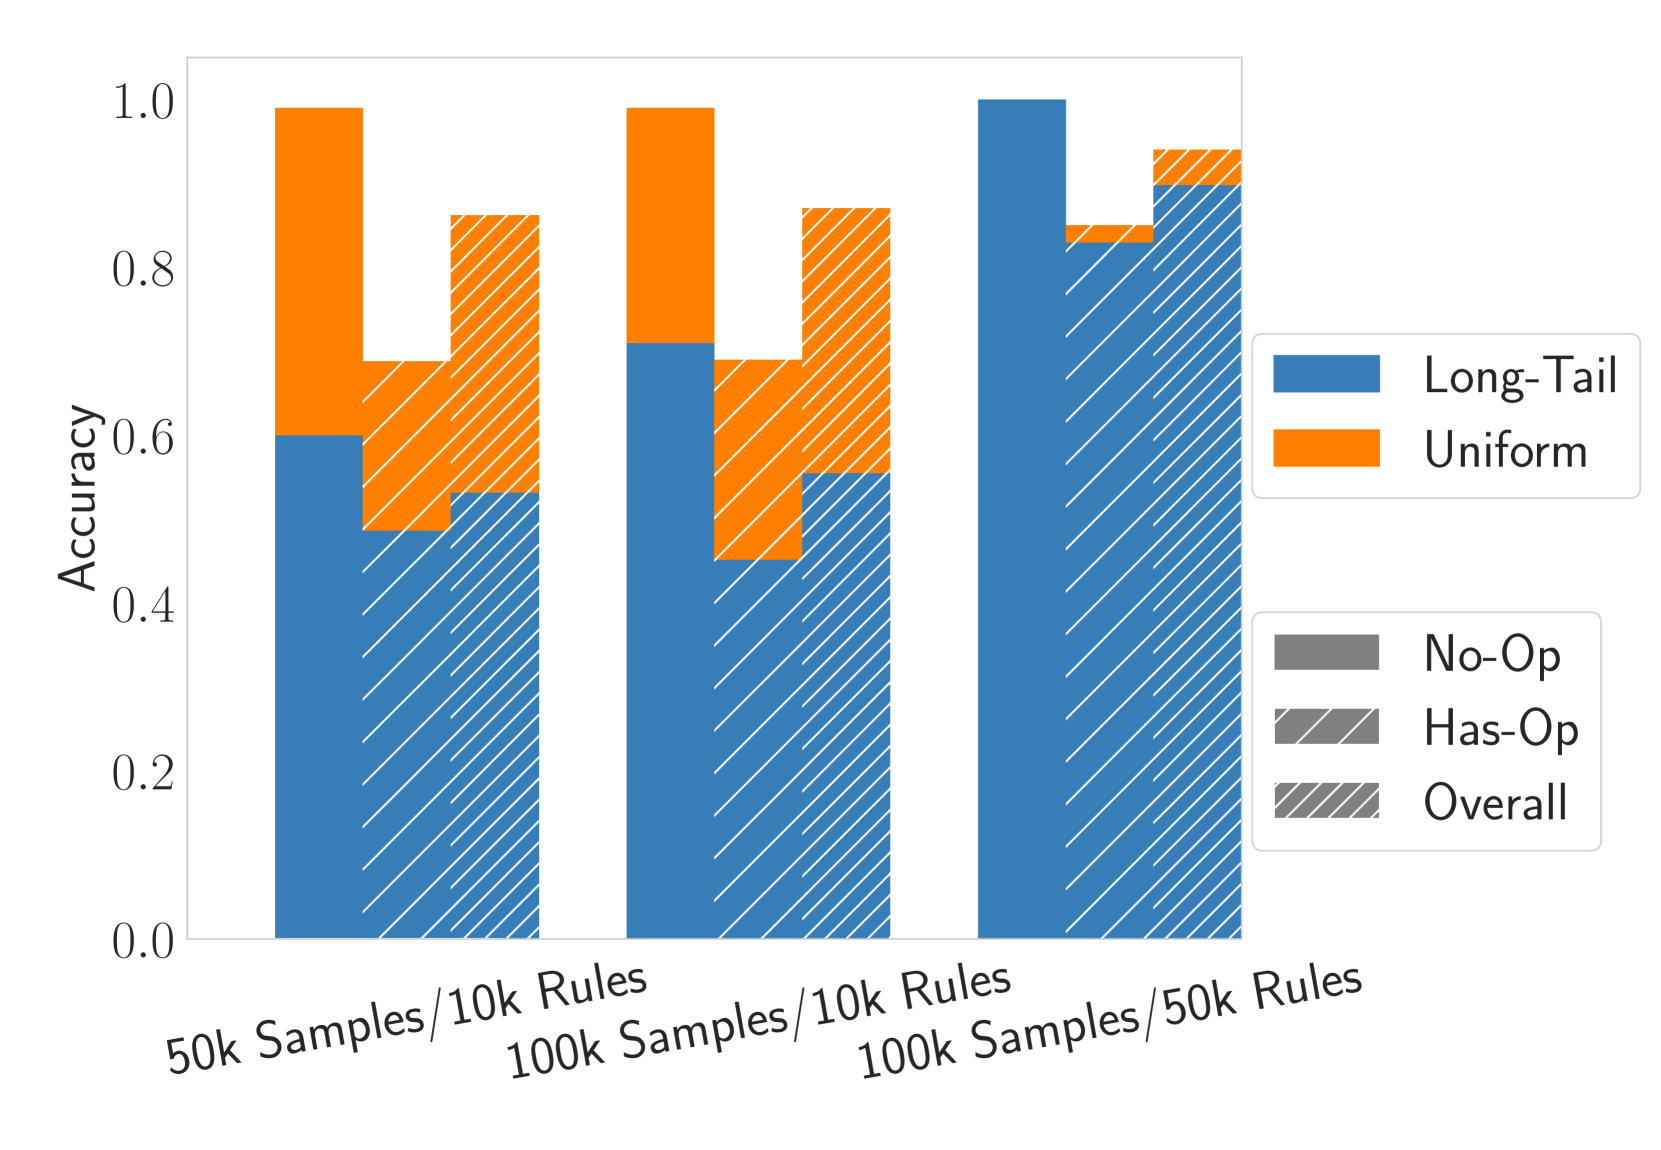 1.0
0.8
0.6
0.4
0.2
0.0
Accuracy
50k Samples/10k Rules
100k Samples/10k Rules
100k Samples/50k Rules
Long-Tail
Uniform
No-Op
Has-Op
Overall